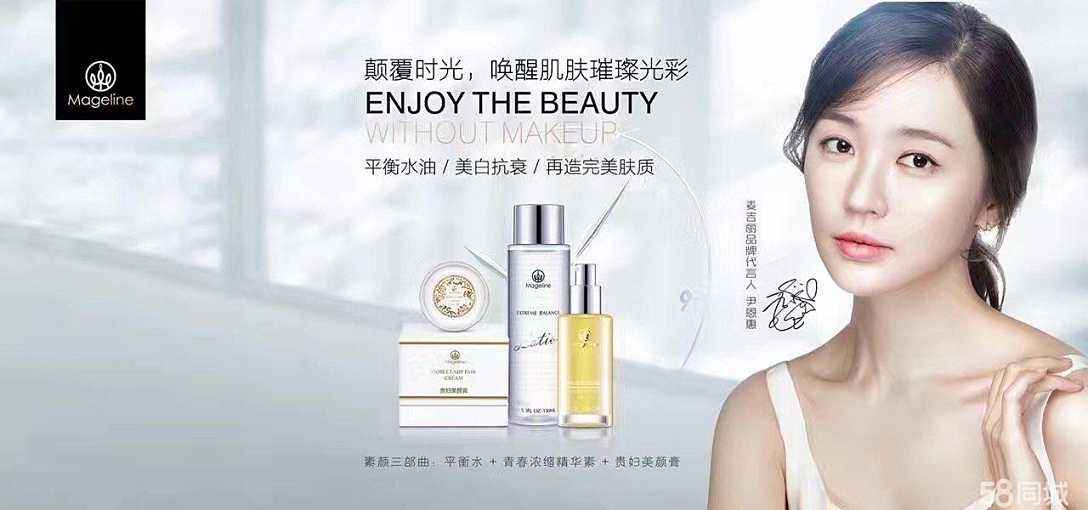 Mageline
颠覆时光，唤醒肌肤璀璨光彩
ENJOY THE BEAUTY
WITHOUT MAKEUP
平衡水油 / 美白抗衰 / 再造完美肤质
麦吉丽品牌代言人 尹恩惠
Mageline
EXTREME BALANCE
Mageline
CREAM
贵妇美颜膏
素颜三部曲：平衡水 + 青春浓缩精华素 + 贵妇美颜膏
58同城